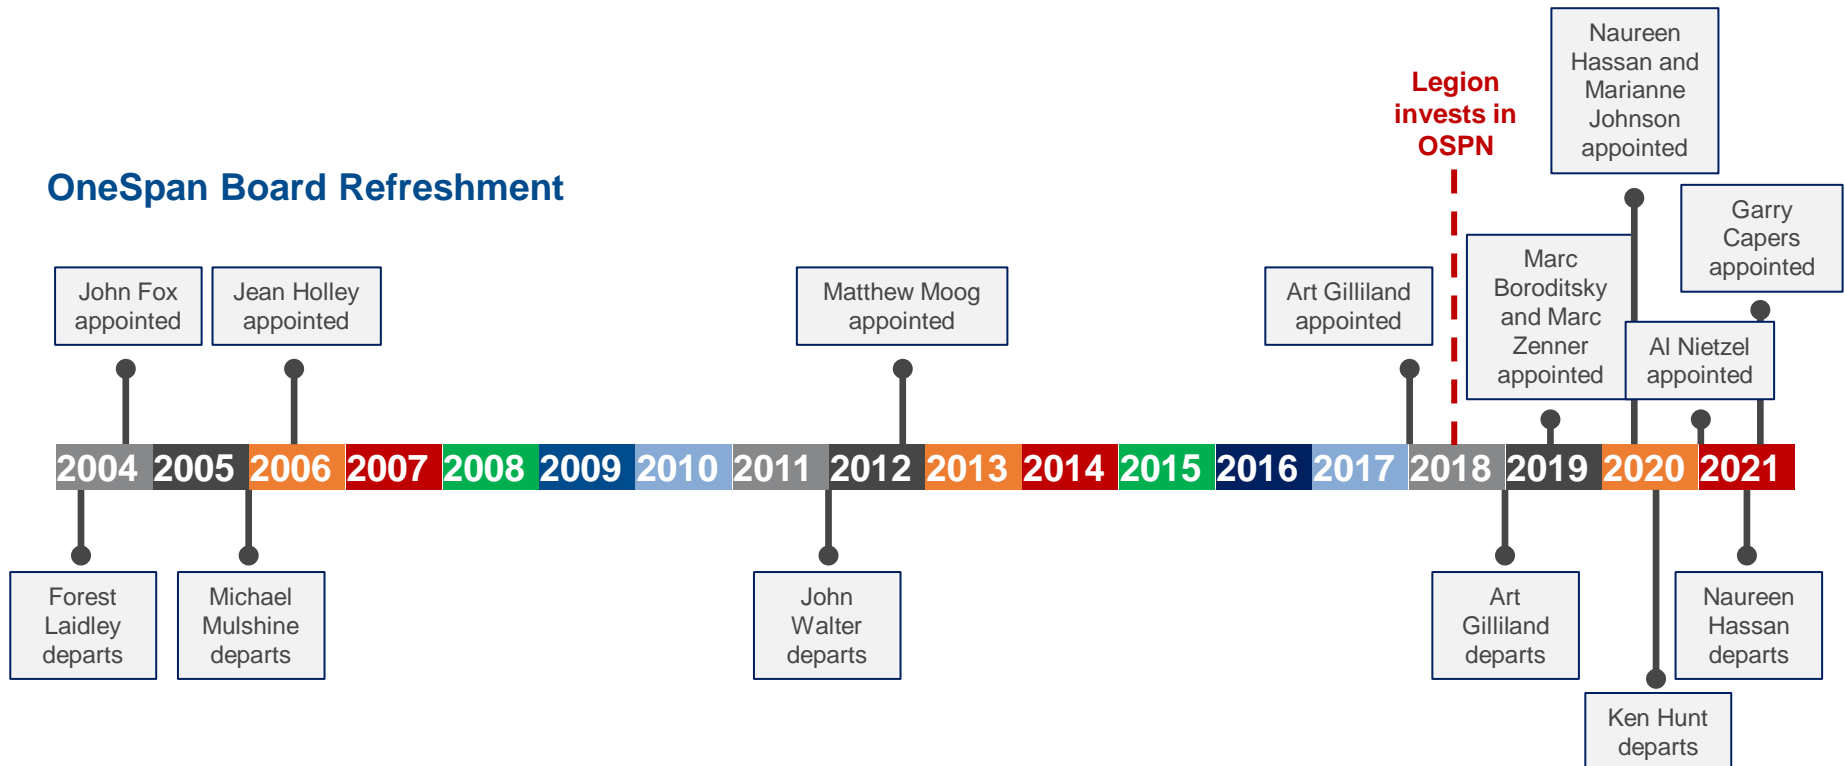 OneSpan Board Refreshment
Legion
invests in
OSPN
Naureen
Hassan and
Marianne
Johnson
appointed
Garry
Capers
appointed
John Fox
appointed
Jean Holley
appointed
Matthew Moog
appointed
Art Gilliland
appointed
Marc
Boroditsky
and Marc
Zenner
appointed
Al Nietzel
appointed
2004 2005 2006 2007 2008 2009 2010 2011 2012 2013 2014 2015 2016 2017 2018 2019 2020 2021
Forest
Laidley
departs
Michael
Mulshine
departs
John
Walter
departs
Art
Gilliland
departs
Naureen
Hassan
departs
Ken Hunt
departs